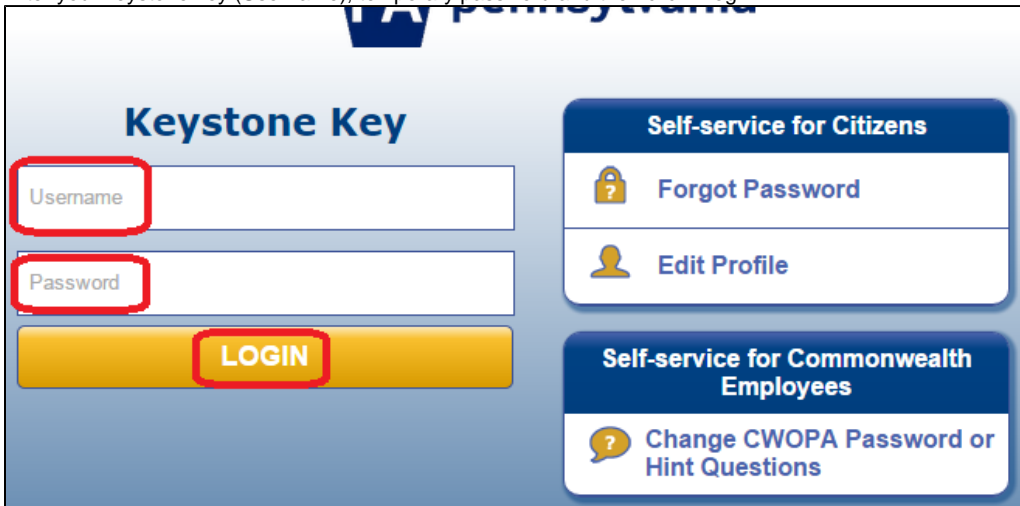 Keystone Key
Username
Password
LOGIN
Self-service for Citizens
Forgot Password
Edit Profile
Self-service for Commonwealth
Employees
Change CWOPA Password or
Hint Questions